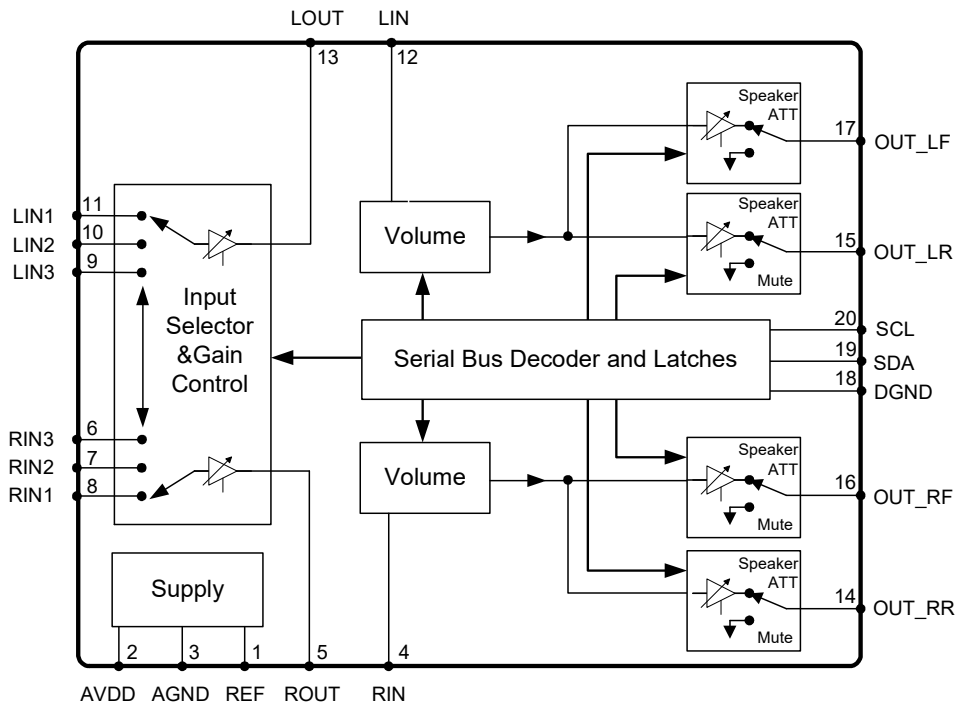 LOUT LIN
13 12
Speaker
ATT
17 OUT_LF
Speaker
ATT
15 OUT_LR
Mute
LIN1 11
LIN2 10
LIN3 9
Input
Selector
&Gain
Control
Volume
Serial Bus Decoder and Latches
20 SCL
19 SDA
18 DGND
RIN3 6
RIN2 7
RIN1 8
Volume
Speaker
ATT
16 OUT_RF
Mute
Speaker
ATT
14 OUT_RR
Mute
Supply
2 3 1 5 4
AVDD AGND REF ROUT RIN